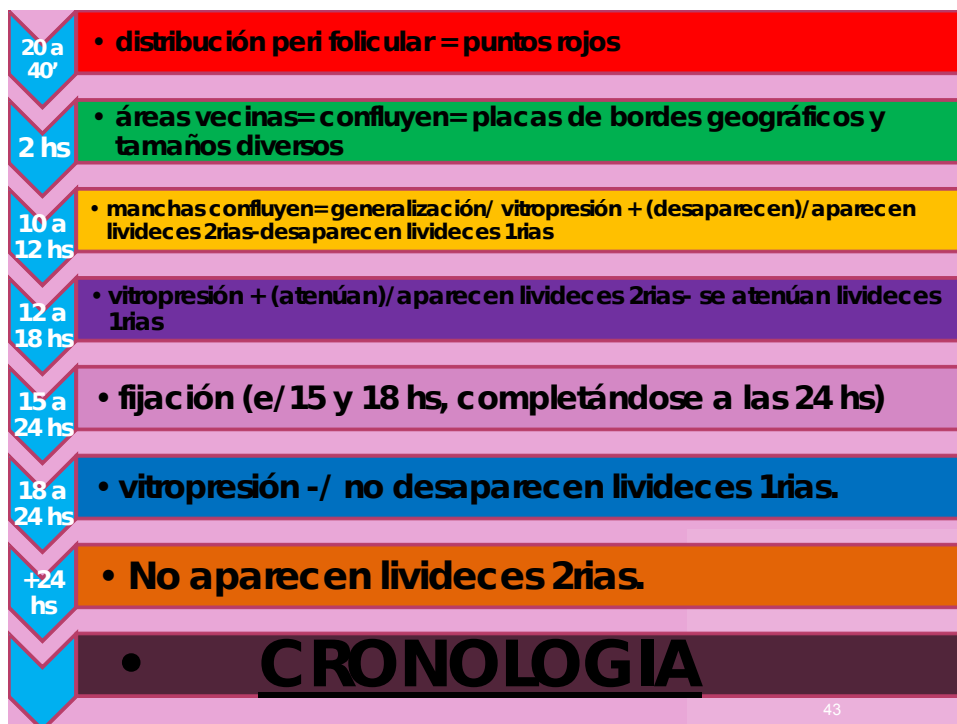 20 a
40’
• distribución peri folicular = puntos rojos
2 hs
• áreas vecinas= confluyen= placas de bordes geográficos y
tamaños diversos
10 a
12 hs
• manchas confluyen= generalización/ vitropresión + (desaparecen)/aparecen
livideces 2rias-desaparecen livideces 1rias
12 a
18 hs
• vitropresión + (atenúan)/aparecen livideces 2rias- se atenúan livideces
1rias
15 a
24 hs
• fijación (e/15 y 18 hs, completándose a las 24 hs)
18 a
24 hs
• vitropresión -/ no desaparecen livideces 1rias.
+24
hs
• No aparecen livideces 2rias.
• CRONOLOGIA
43